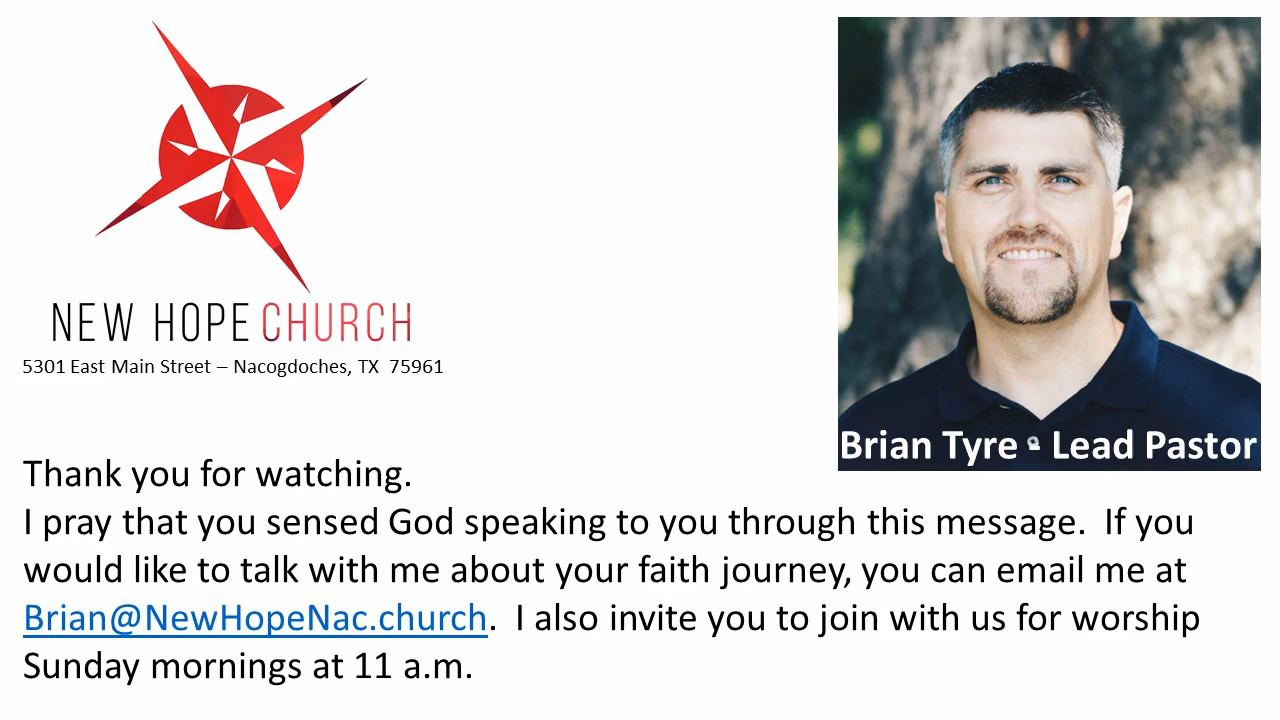 NEW HOPE CHURCH
5301 East Main Street – Nacogdoches, TX  75961
Brian Tyre - Lead Pastor
Thank you for watching.
I pray that you sensed God speaking to you through this message.  If you
would like to talk with me about your faith journey, you can email me at
Brian@NewHopeNac.church.  I also invite you to join with us for worship
Sunday mornings at 11 a.m.